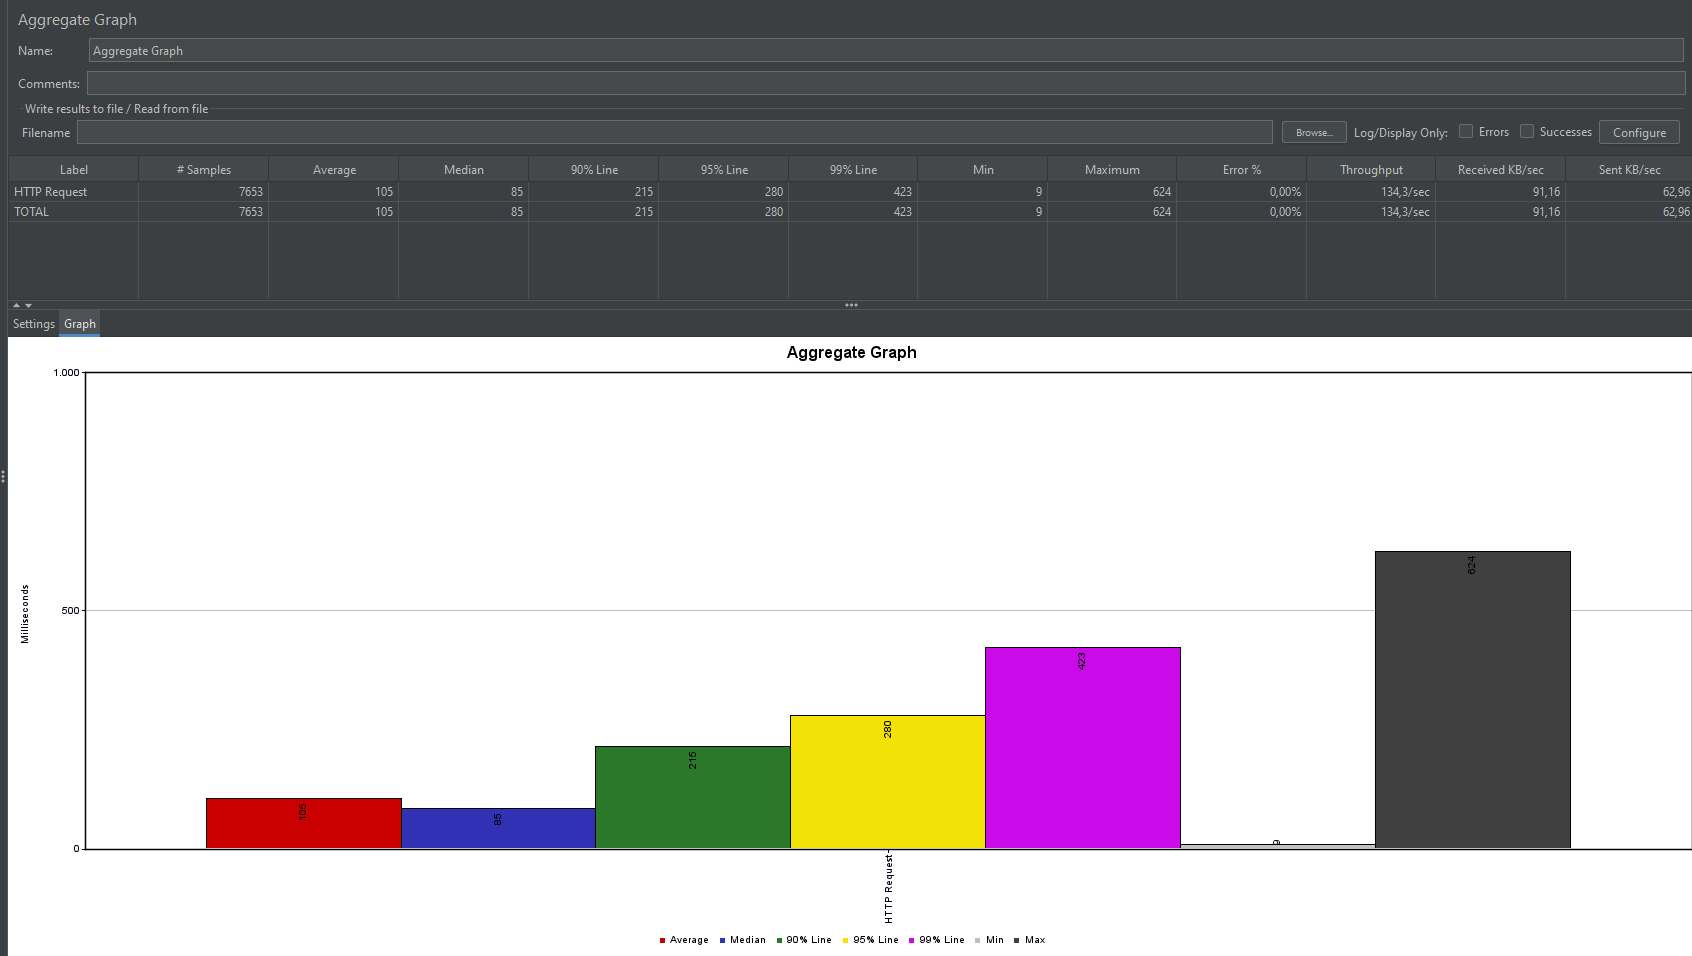 Aggregate Graph
Name: Aggregate Graph
Comments:
Write results to file / Read from file
Filename Browse... Log/Display Only: Errors Successes Configure
Label # Samples Average Median 90% Line 95% Line 99% Line Min Maximum Error % Throughput Received KB/sec Sent KB/sec
HTTP Request 7653 105 85 215 280 423 9 624 0,00% 134,3/sec 91,16 62,96
TOTAL 7653 105 85 215 280 423 9 624 0,00% 134,3/sec 91,16 62,96
Settings Graph
Aggregate Graph
1.000
500
0
Milliseconds
105
85
215
280
423
9
624
HTTP Request
Average Median 90% Line 95% Line 99% Line Min Max